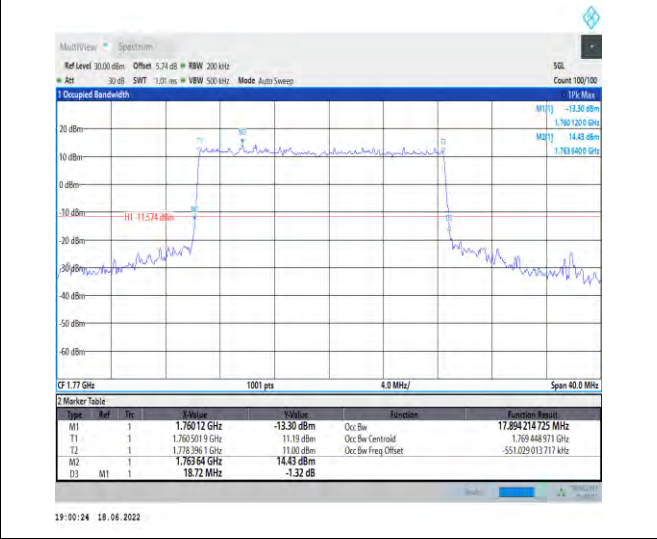 MultiView Spectrum
Ref Level 30.00 dBm Offset 5.74 dB RBW 200 kHz SGL
Att 30 dB SWT 1.01 ms VBW 500 kHz Mode Auto Sweep Count 100/100
1 Occupied Bandwidth 1Pk Max
M1[1] -13.30 dBm
1.760 120 0 GHz
M2[1] 14.43 dBm
1.763 640 0 GHz
20 dBm
T1 M2 T2
10 dBm
0 dBm
-10 dBm
H1 -11.574 dBm
M1
D3
-20 dBm
-30 dBm
-40 dBm
-50 dBm
-60 dBm
CF 1.77 GHz 1001 pts 4.0 MHz/ Span 40.0 MHz
2 Marker Table
Type Ref Trc X-Value Y-Value Function Function Result
M1 1 1.76012 GHz -13.30 dBm Occ Bw 17.894 214 725 MHz
T1 1 1.760 501 9 GHz 11.19 dBm Occ Bw Centroid 1.769 448 971 GHz
T2 1 1.778 396 1 GHz 11.00 dBm Occ Bw Freq Offset -551.029 013 717 kHz
M2 1 1.76364 GHz 14.43 dBm
D3 M1 1 18.72 MHz -1.32 dB
19:00:24 18.06.2022